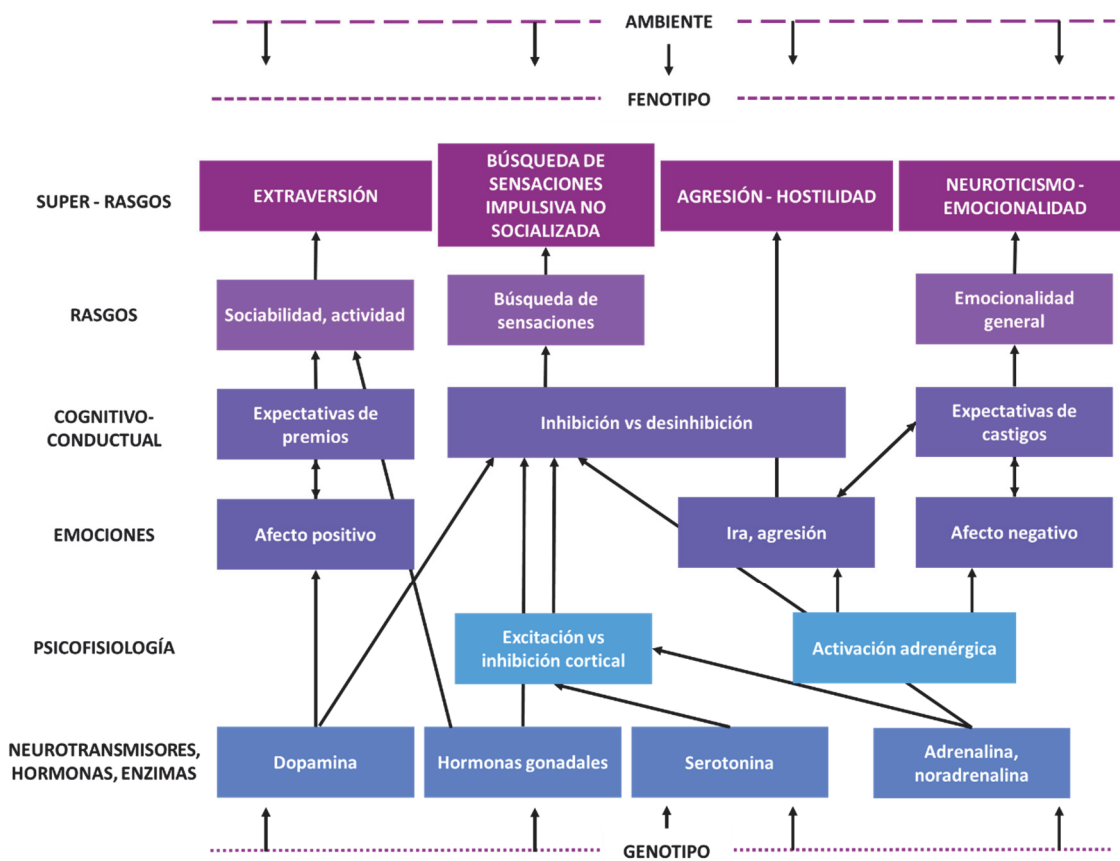 AMBIENTE
FENOTIPO
SUPER - RASGOS
EXTRAVERSIÓN
BÚSQUEDA DE
SENSACIONES
IMPULSIVA NO
SOCIALIZADA
AGRESIÓN - HOSTILIDAD
NEUROTICISMO -
EMOCIONALIDAD
RASGOS
Sociabilidad, actividad
Búsqueda de
sensaciones
Emocionalidad
general
COGNITIVO-
CONDUCTUAL
Expectativas de
premios
Inhibición vs desinhibición
Expectativas de
castigos
EMOCIONES
Afecto positivo
Ira, agresión
Afecto negativo
PSICOFISIOLOGÍA
Excitación vs
inhibición cortical
Activación adrenérgica
NEUROTRANSMISORES,
HORMONAS, ENZIMAS
Dopamina
Hormonas gonadales
Serotonina
Adrenalina,
noradrenalina
GENOTIPO